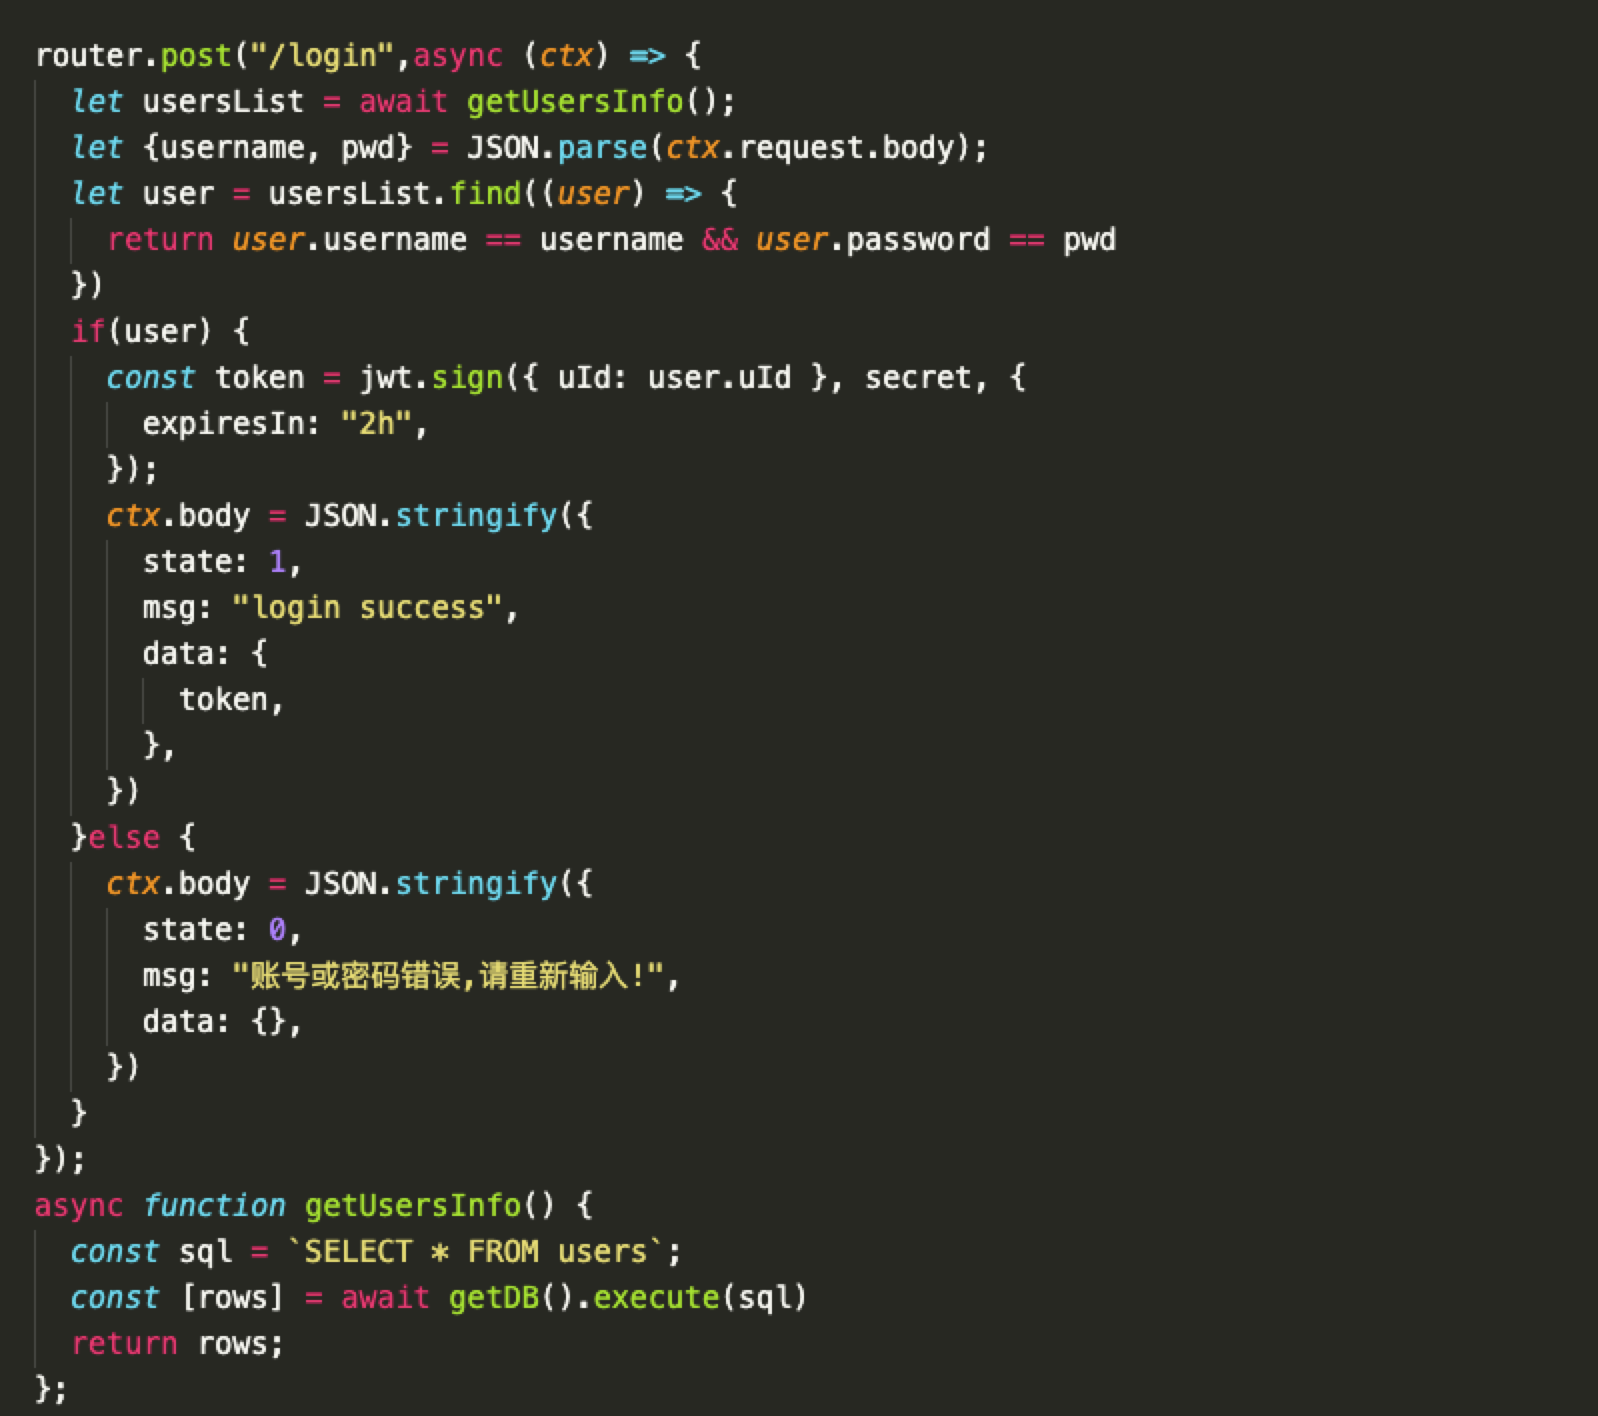 router.post("/login",async (ctx) => {
  let usersList = await getUsersInfo();
  let {username, pwd} = JSON.parse(ctx.request.body);
  let user = usersList.find((user) => {
    return user.username == username && user.password == pwd
  })
  if(user) {
    const token = jwt.sign({ uId: user.uId }, secret, {
      expiresIn: "2h",
    });
    ctx.body = JSON.stringify({
      state: 1,
      msg: "login success",
      data: {
        token,
      },
    })
  }else {
    ctx.body = JSON.stringify({
      state: 0,
      msg: "账号或密码错误,请重新输入!",
      data: {},
    })
  }
});
async function getUsersInfo() {
  const sql = `SELECT * FROM users`;
  const [rows] = await getDB().execute(sql)
  return rows;
};